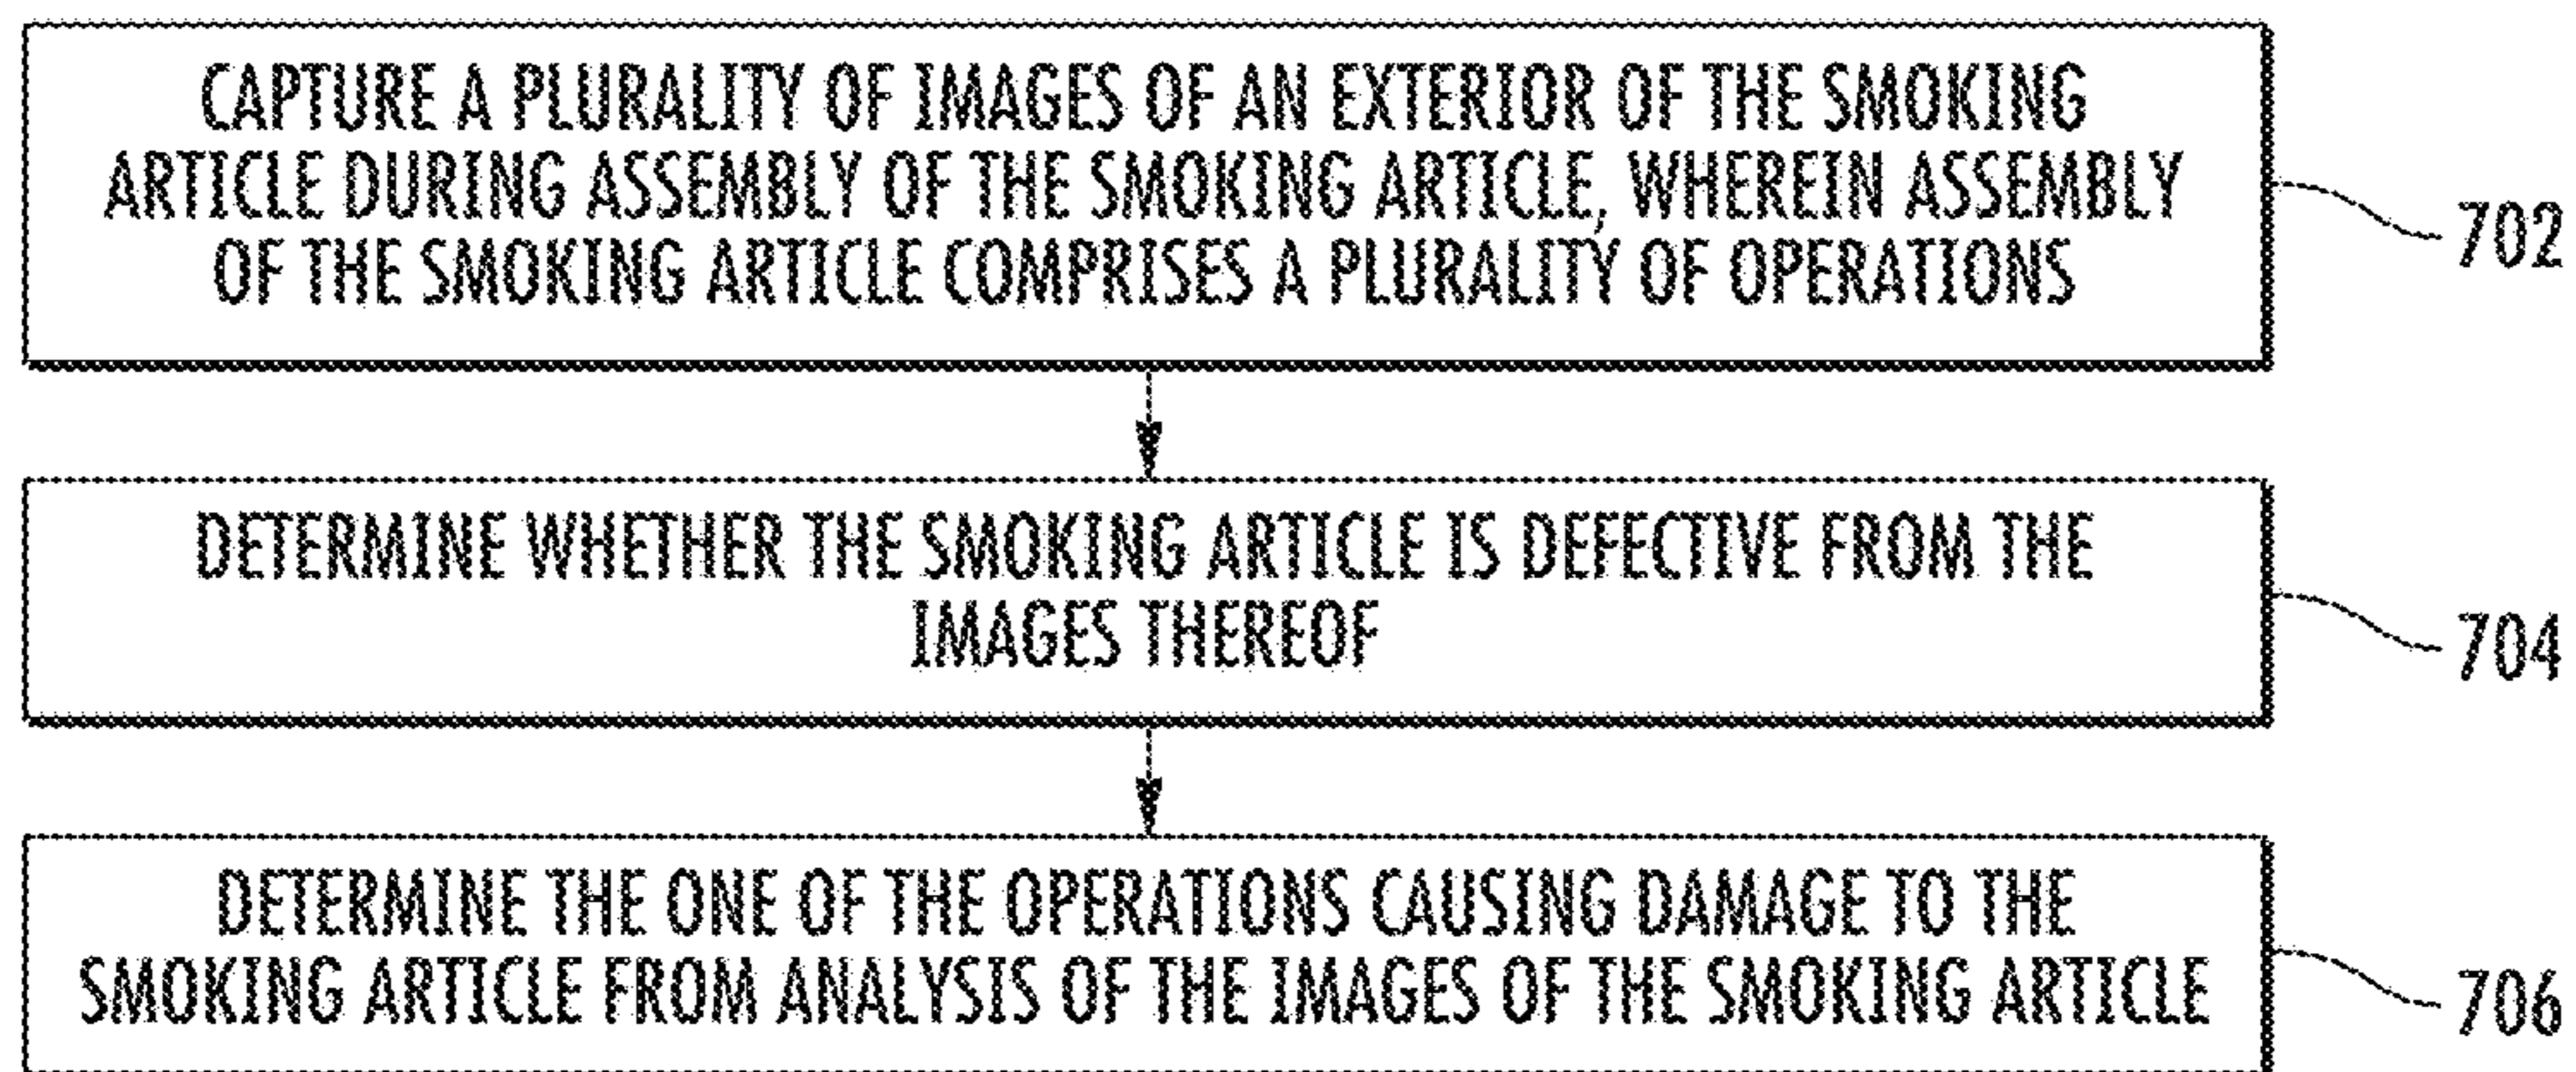 CAPTURE A PLURALITY OF IMAGES OF AN EXTERIOR OF THE SMOKING
ARTICLE DURING ASSEMBLY OF THE SMOKING ARTICLE, WHEREIN ASSEMBLY
OF THE SMOKING ARTICLE COMPRISES A PLURALITY OF OPERATIONS
702
DETERMINE WHETHER THE SMOKING ARTICLE IS DEFECTIVE FROM THE
IMAGES THEREOF
704
DETERMINE THE ONE OF THE OPERATIONS CAUSING DAMAGE TO THE
SMOKING ARTICLE FROM ANALYSIS OF THE IMAGES OF THE SMOKING ARTICLE
706